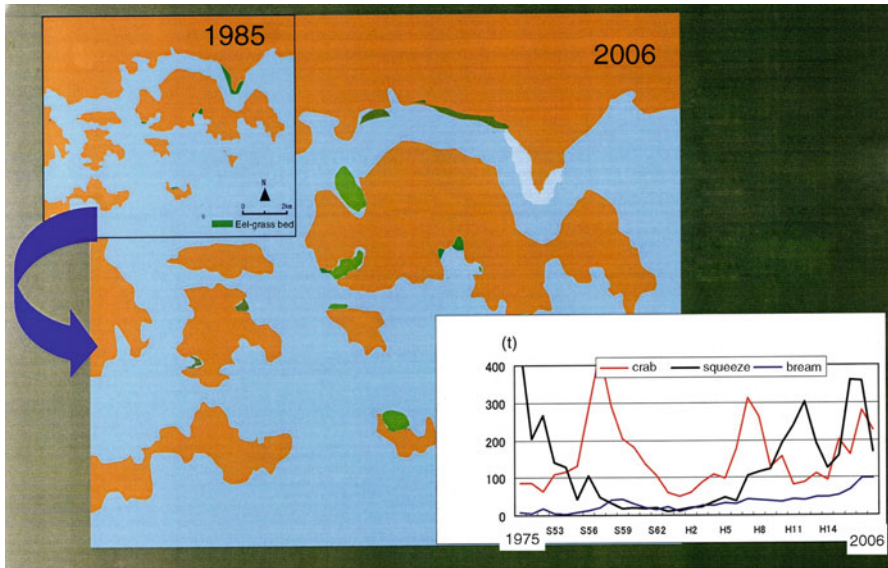 1985
2006
N
0 2km
Eel-grass bed
(t)
crab squeeze bream
400
300
200
100
0
S53 S56 S59 S62 H2 H5 H8 H11 H14
1975 2006